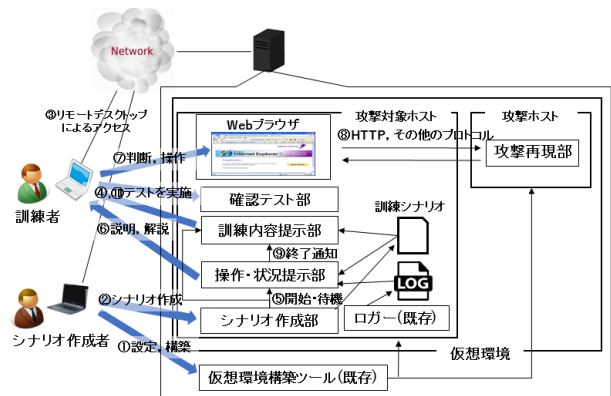 Network
③リモートデスクトップ
によるアクセス
Webブラウザ
攻撃対象ホスト
攻撃ホスト
⑧HTTP, その他のプロトコル
攻撃再現部
Internet Explorer
⑦判断, 操作
④,⑩テストを実施
確認テスト部
訓練者
訓練内容提示部
訓練シナリオ
⑥説明, 解説
⑨終了通知
操作・状況提示部
LOG
②シナリオ作成
⑤開始・待機
シナリオ作成部
ロガー(既存)
シナリオ作成者
①設定, 構築
仮想環境
仮想環境構築ツール(既存)